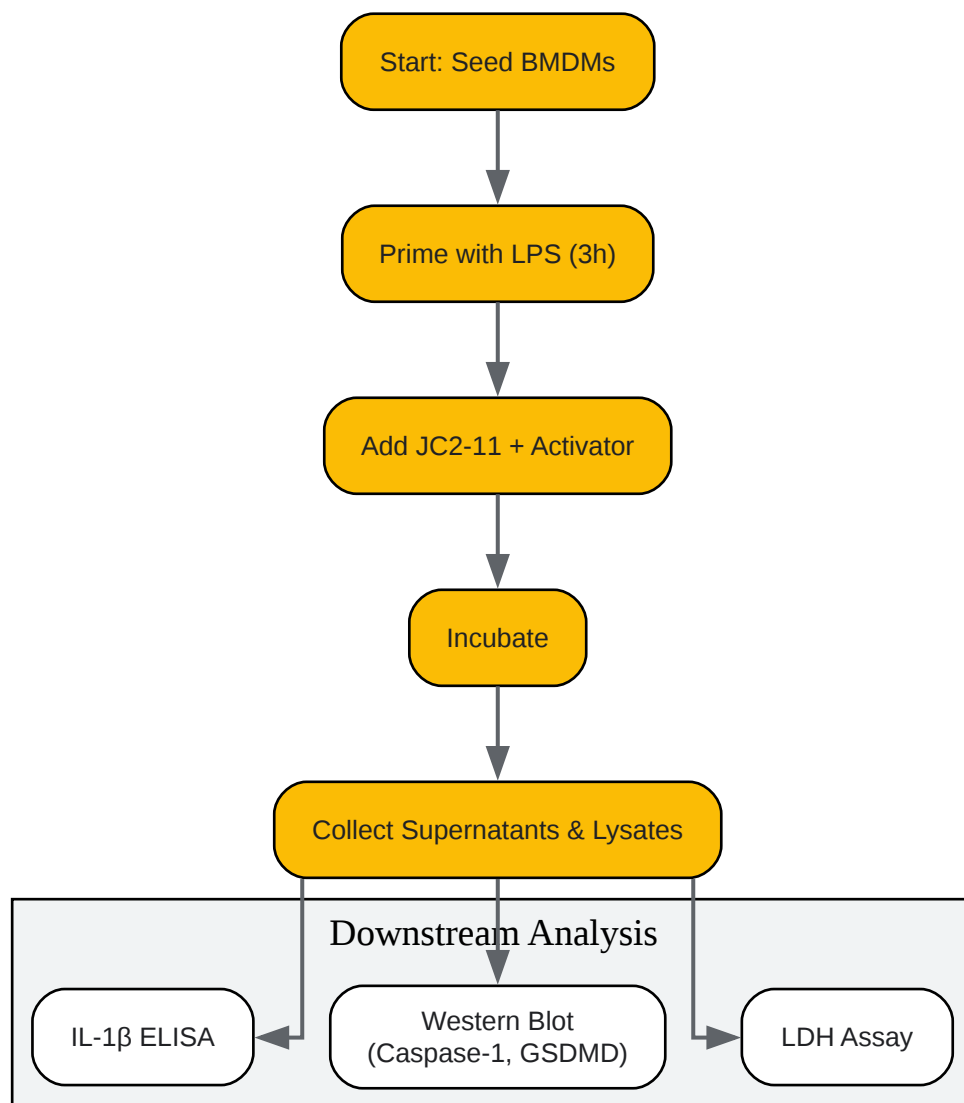 Start: Seed BMDMs
Prime with LPS (3h)
Add JC2-11 + Activator
Incubate
Collect Supernatants & Lysates
Downstream Analysis
IL-1β ELISA
Western Blot
(Caspase-1, GSDMD)
LDH Assay